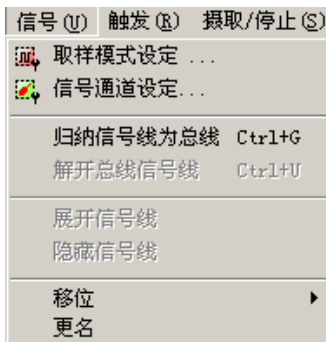 信号(U) 触发(R) 摄取/停止(S)
取样模式设定 ...
信号通道设定...
归纳信号线为总线 Ctrl+G
解开总线信号线 Ctrl+U
展开信号线
隐藏信号线
移位
更名